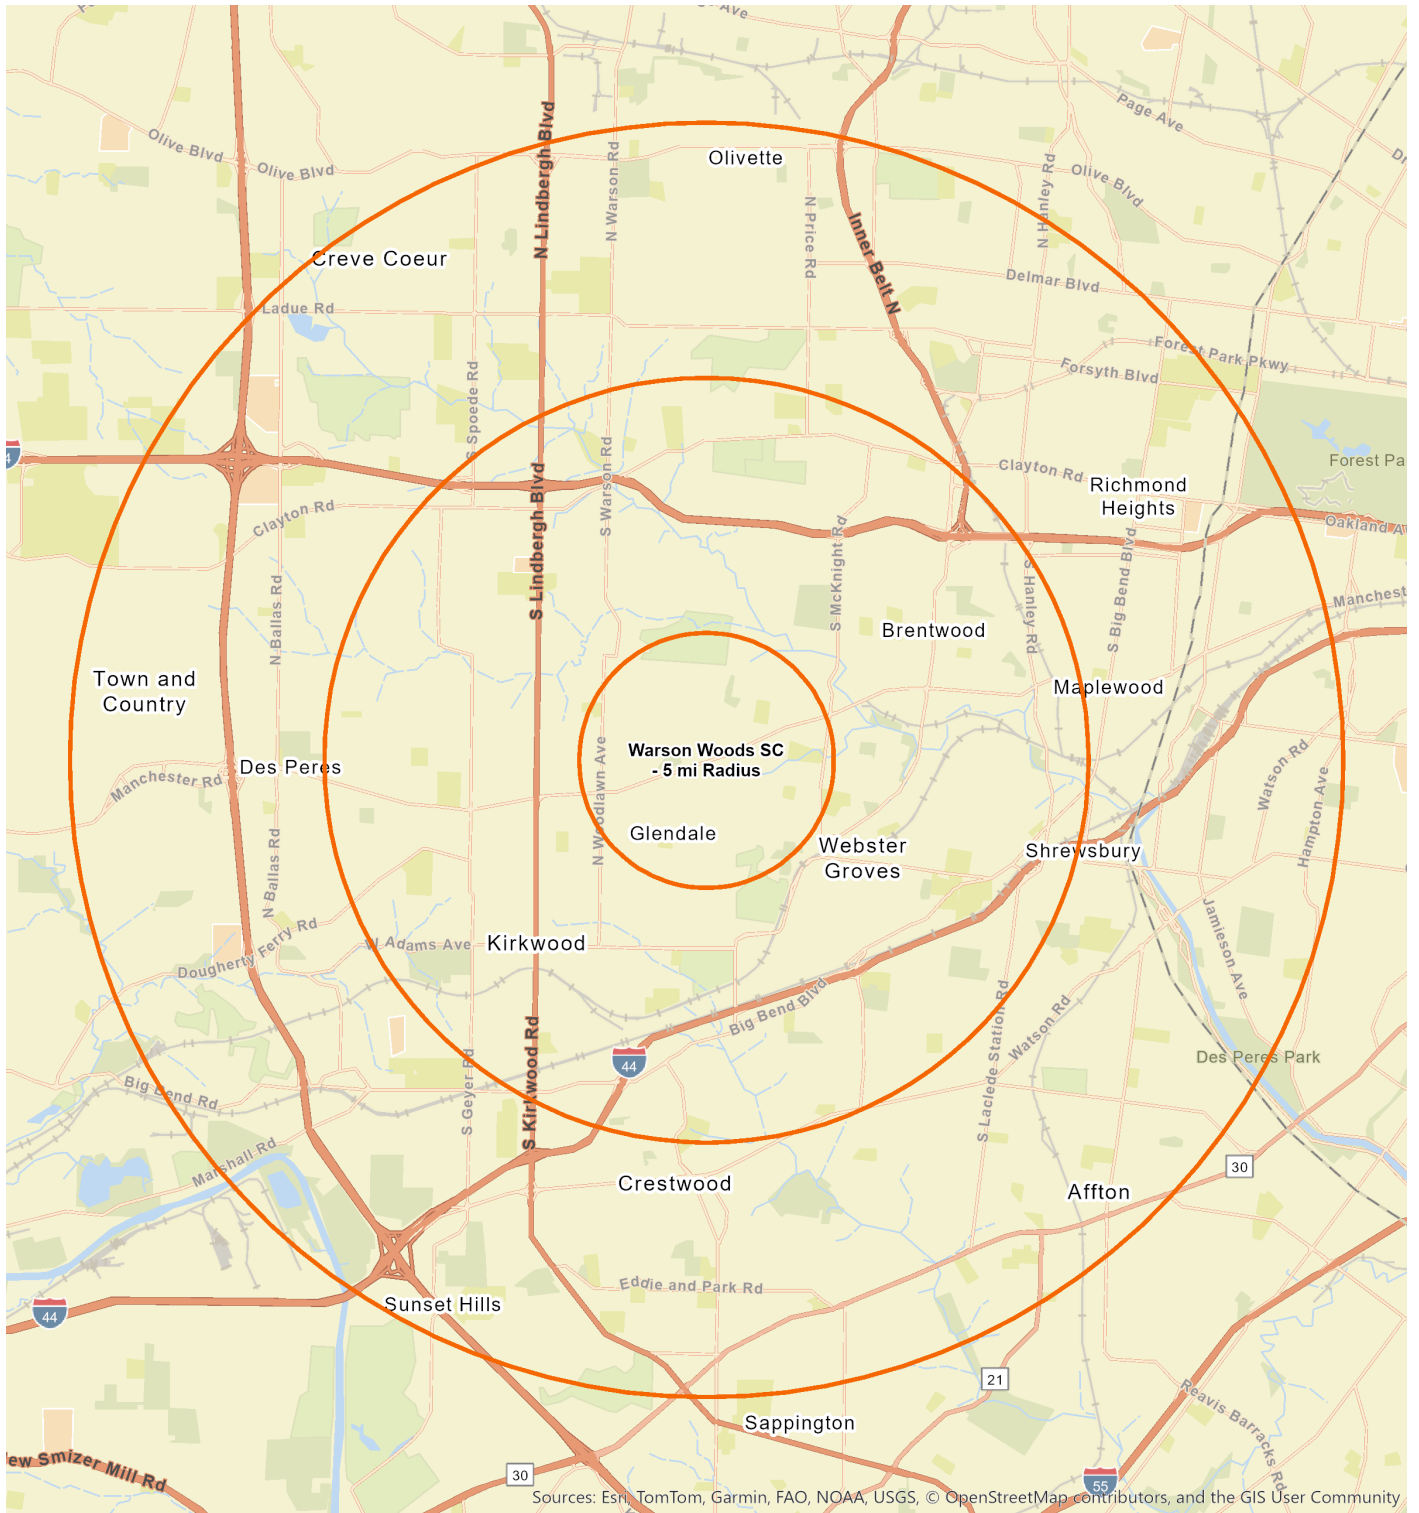 Olive Blvd
Olive Blvd
N Lindbergh Blvd
N Warson Rd
Olivette
N Price Rd
Inner Belt N
N Hanley Rd
Olive Blvd
Page Ave
Ave
Creve Coeur
Ladue Rd
Delmar Blvd
Forest Park Pkwy
Forsyth Blvd
S Spoede Rd
S Warson Rd
S Lindbergh Blvd
Clayton Rd
Clayton Rd
Richmond
Heights
Forest Pa
Oakland A
4
N Ballas Rd
S McKnight Rd
S Hanley Rd
S Big Bend Blvd
Manchest
Brentwood
Maplewood
Town and
Country
Des Peres
Manchester Rd
N Woodlawn Ave
Warson Woods SC
- 5 mi Radius
Glendale
Webster
Groves
Shrewsbury
Watson Rd
Hampton Ave
N Ballas Rd
Dougherty Ferry Rd
W Adams Ave
Kirkwood
Jamieson Ave
Big Bend Blvd
S Laclede Station Rd
Watson Rd
Des Peres Park
44
Big Bend Rd
S Geyer Rd
S Kirkwood Rd
Marshall Rd
Crestwood
Affton
30
Eddie and Park Rd
44
Sunset Hills
21
Reavis Barracks Rd
Sappington
ew Smizer Mill Rd
30
55
Sources: Esri, TomTom, Garmin, FAO, NOAA, USGS, © OpenStreetMap contributors, and the GIS User Community